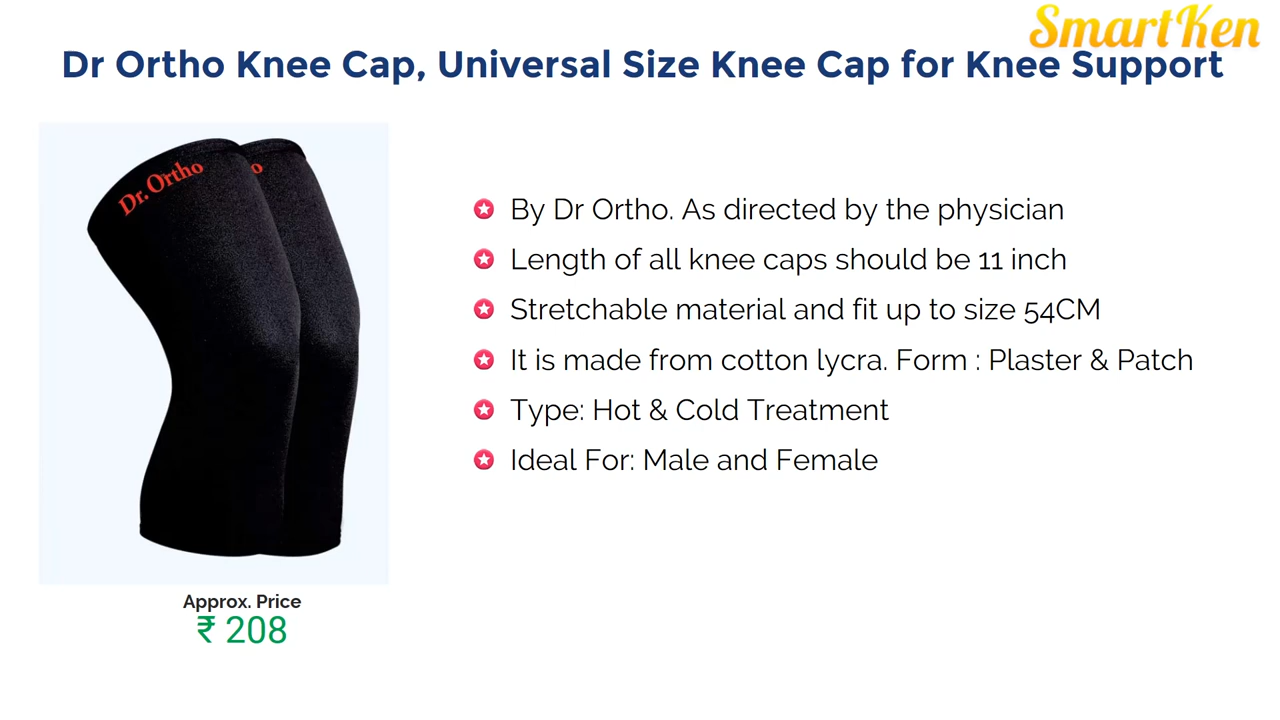 SmartKen
Dr Ortho Knee Cap, Universal Size Knee Cap for Knee Support
Dr. Ortho
o
By Dr Ortho. As directed by the physician
Length of all knee caps should be 11 inch
Stretchable material and fit up to size 54CM
It is made from cotton lycra. Form : Plaster & Patch
Type: Hot & Cold Treatment
Ideal For: Male and Female
Approx. Price
₹ 208